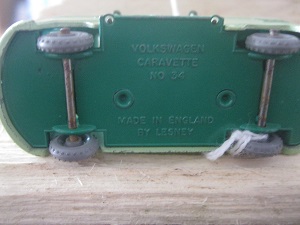 VOLKSWAGEN
CARAVETTE
NO 34
MADE IN ENGLAND
BY LESNEY